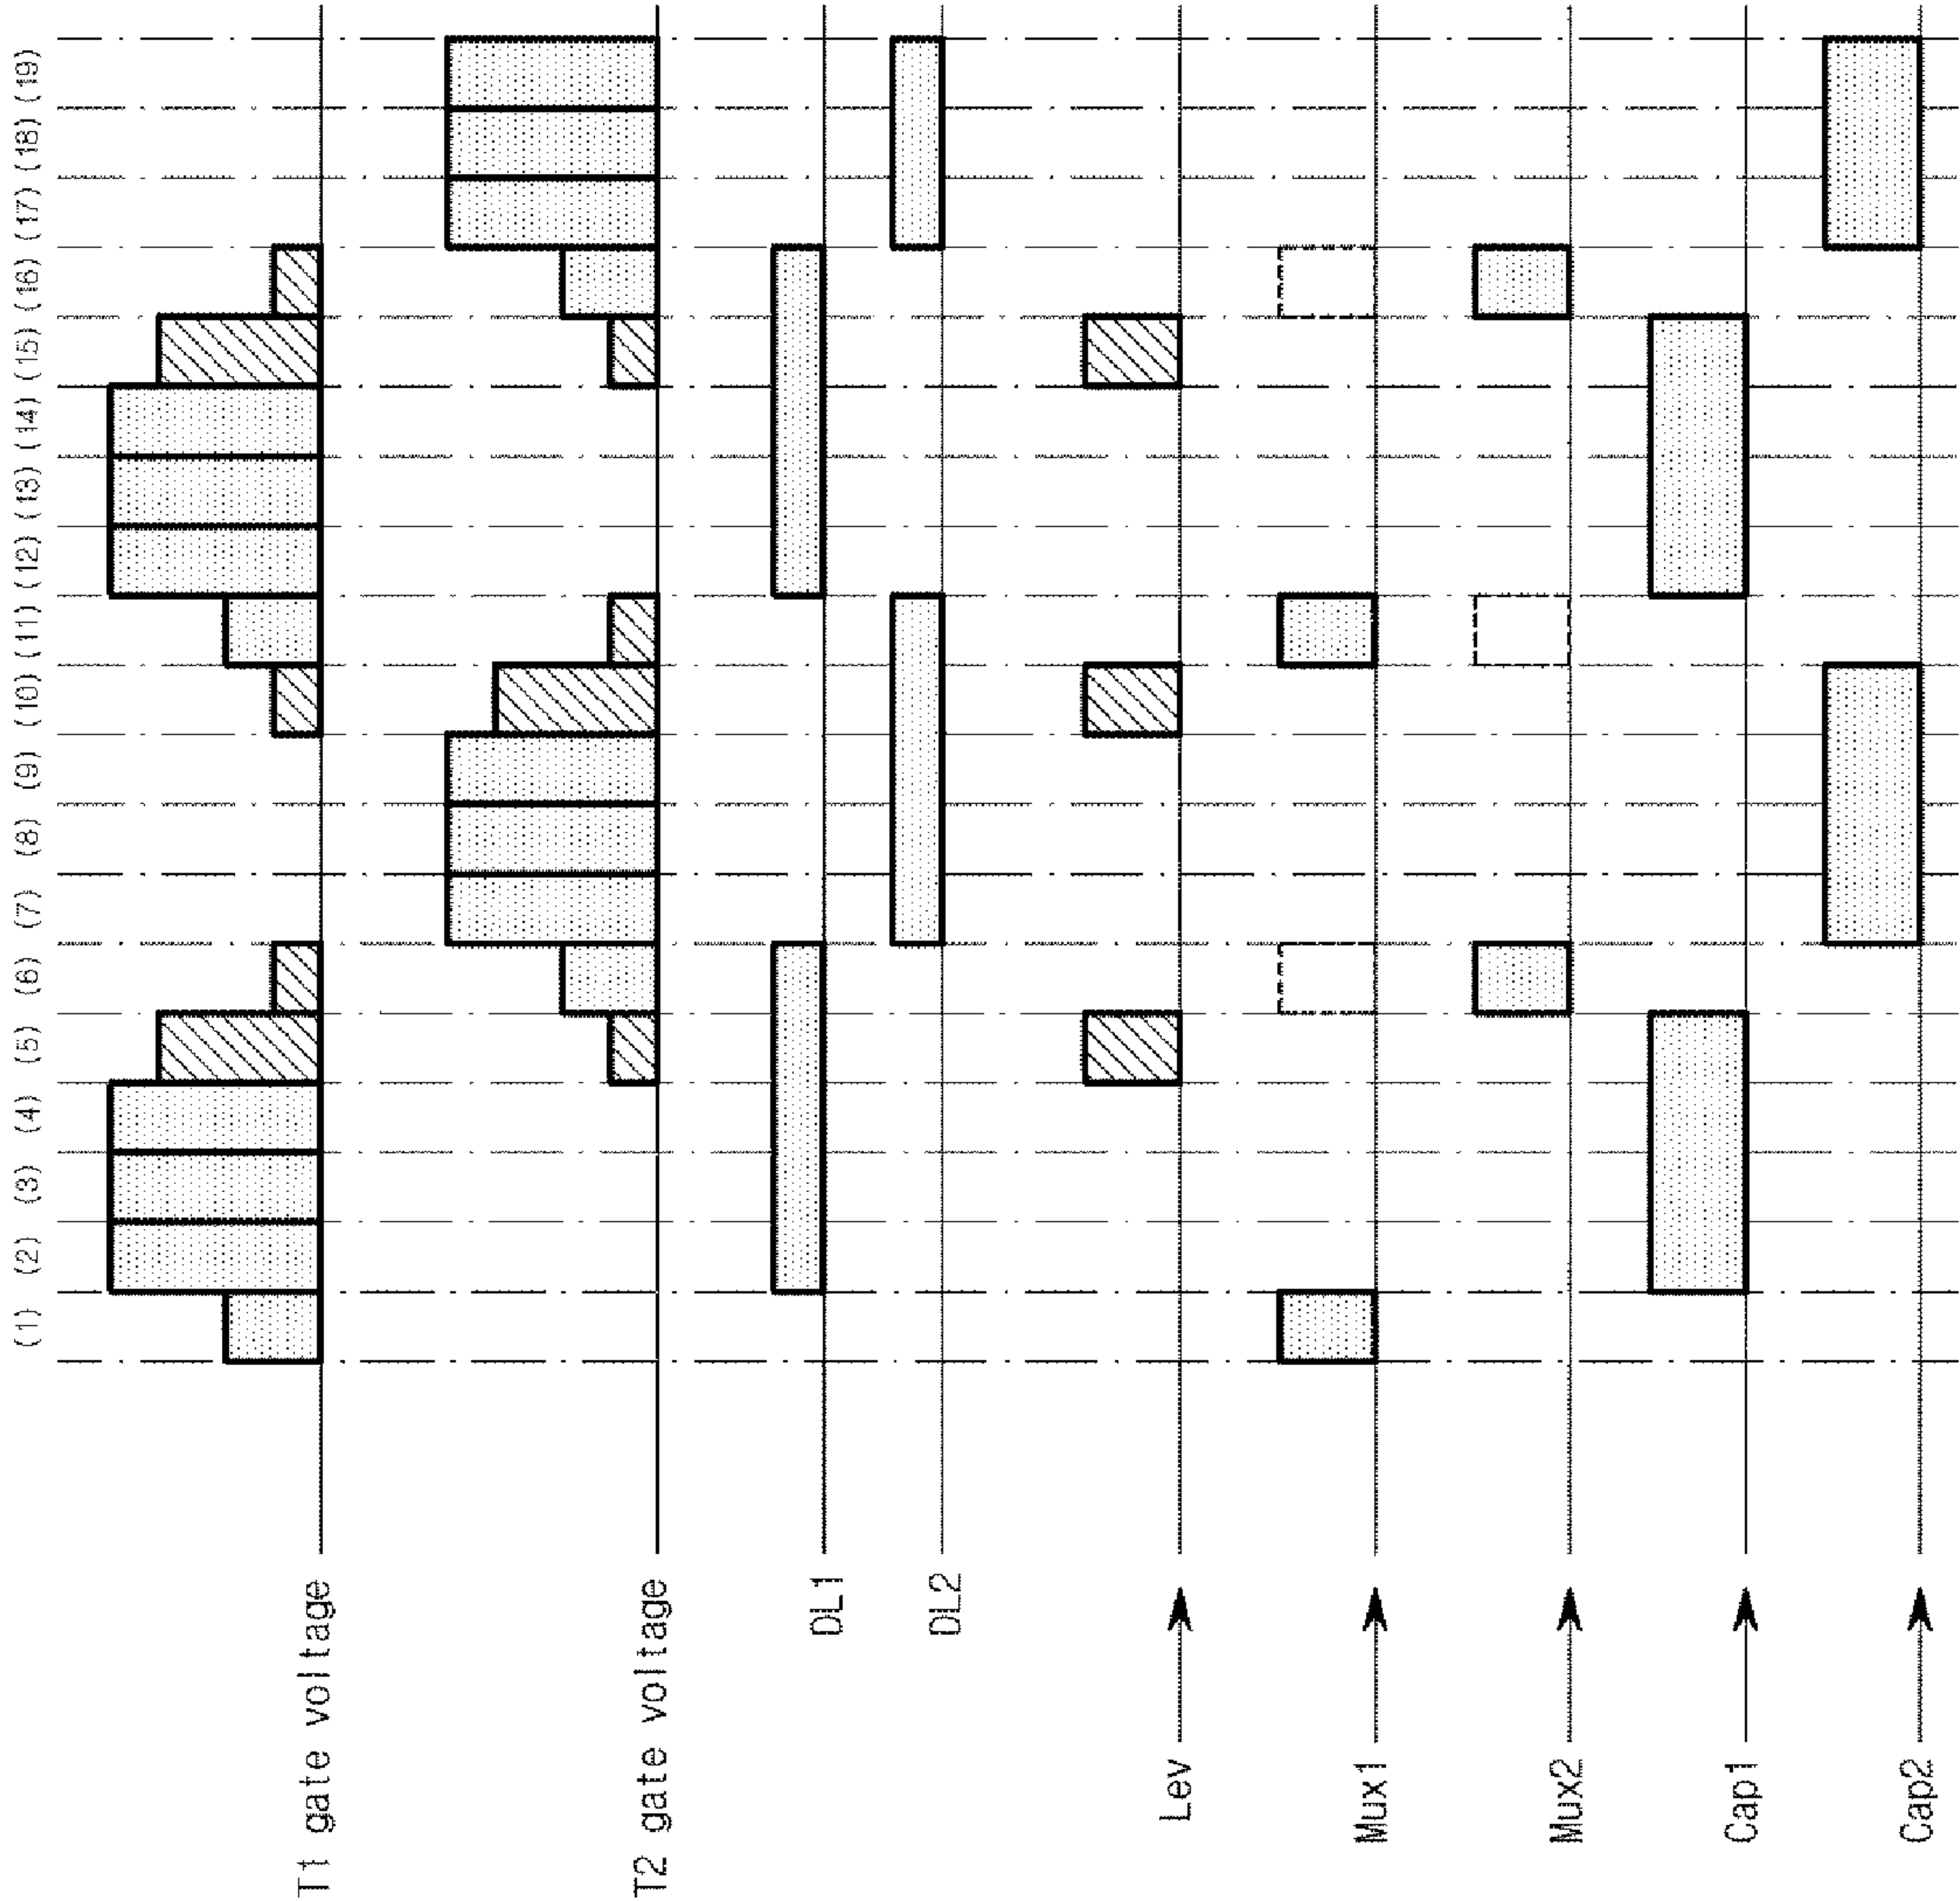 (1) (2) (3) (4) (5) (6) (7) (8) (9) (10) (11) (12) (13) (14) (15) (16) (17) (18) (19)
T1 gate voltage
T2 gate voltage
DL1
DL2
Lev
Mux1
Mux2
Cap1
Cap2